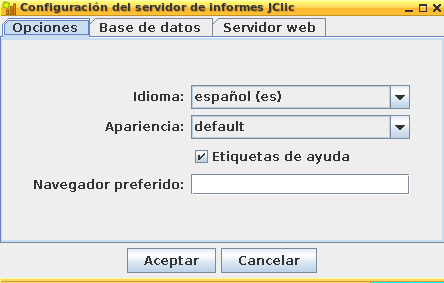 Configuración del servidor de informes JClic
Opciones Base de datos Servidor web
Idioma: español {es}
Apariencia: default
Etiquetas de ayuda
Navegador preferido:
Aceptar Cancelar